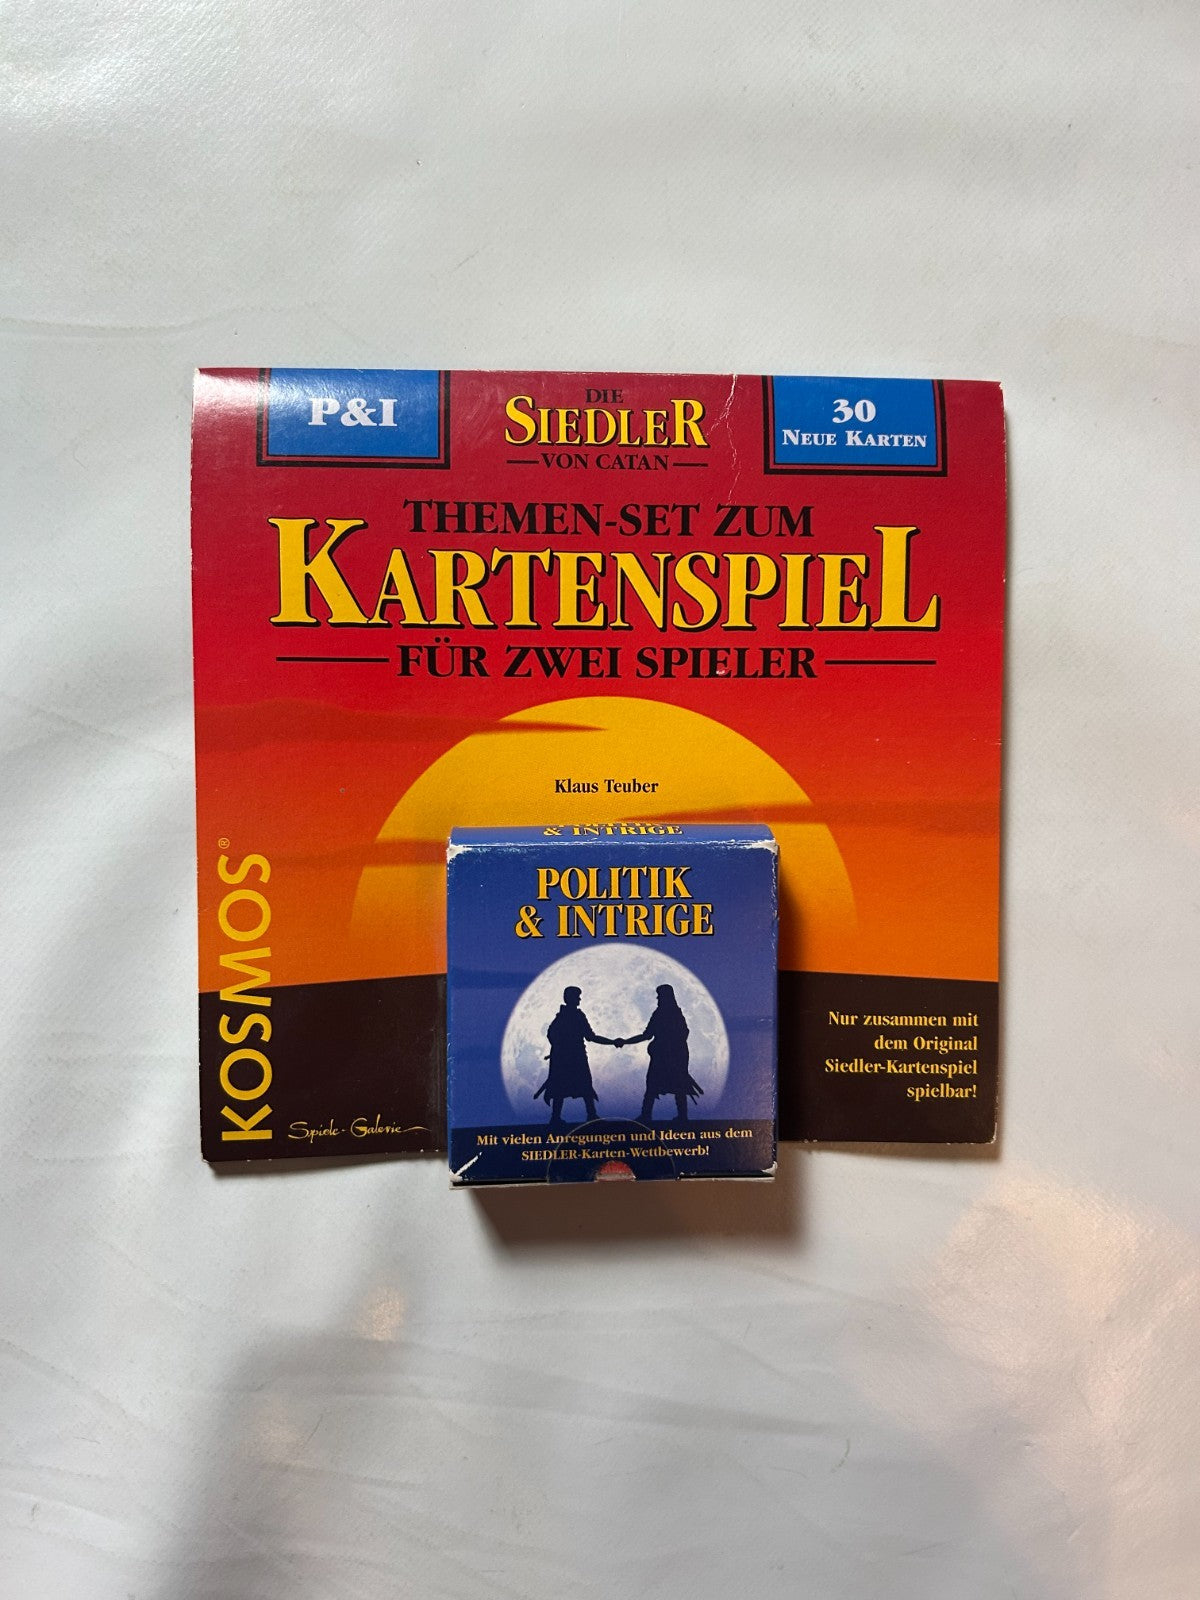 P&I
DIE
SIEDLER
VON CATAN
30
NEUE KARTEN
THEMEN-SET ZUM
KARTENSPIEL
FÜR ZWEI SPIELER
Klaus Teuber
& INTRIGE
POLITIK
& INTRIGE
Mit vielen Anregungen und Ideen aus dem
SIEDLER-Karten-Wettbewerb!
Nur zusammen mit
dem Original
Siedler-Kartenspiel
spielbar!
KOSMOS®
Spiele-Galerie